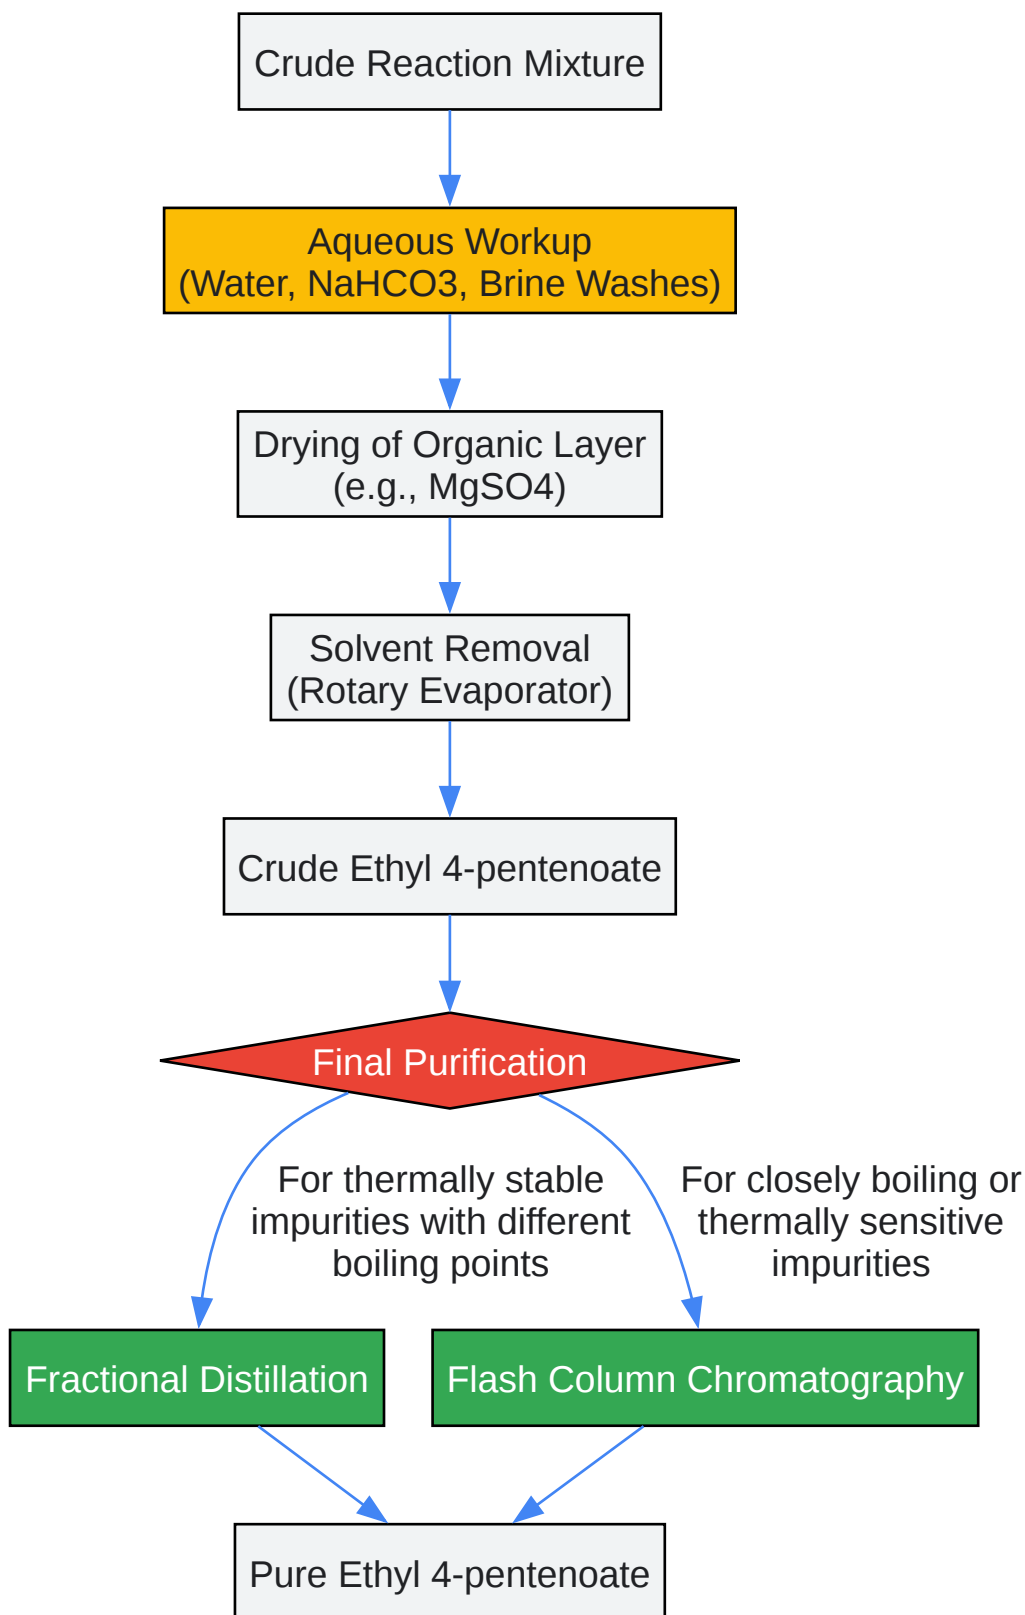 Crude Reaction Mixture
Aqueous Workup
(Water, NaHCO3, Brine Washes)
Drying of Organic Layer
(e.g., MgSO4)
Solvent Removal
(Rotary Evaporator)
Crude Ethyl 4-pentenoate
Final Purification
For thermally stable
impurities with different
boiling points
For closely boiling or
thermally sensitive
impurities
Fractional Distillation
Flash Column Chromatography
Pure Ethyl 4-pentenoate